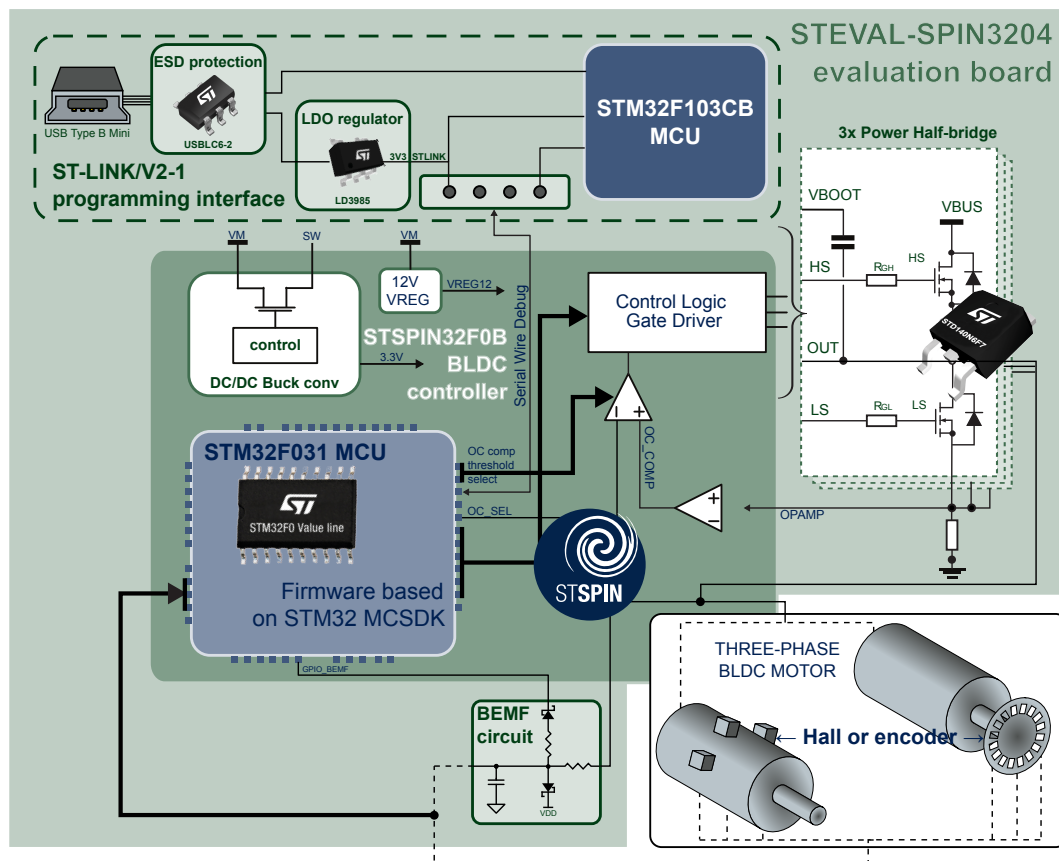 STEVAL-SPIN3204
evaluation board
ESD protection
USBLC6-2
USB Type B Mini
LDO regulator
LD3985
3V3_STLINK
STM32F103CB
MCU
ST-LINK/V2-1
programming interface
3x Power Half-bridge
VBOOT
VBUS
HS
RGH
HS
OUT
STD140N6F7
LS
RGL
LS
VM
SW
control
DC/DC Buck conv
VM
12V
VREG
VREG12
3.3V
STSPIN32F0B
BLDC
controller
Serial Wire Debug
Control Logic
Gate Driver
OC_COMP
OPAMP
STM32F031 MCU
STM32F0 Value line
Firmware based
on STM32 MCSDK
OC comp
threshold
select
OC_SEL
STSPIN
GPIO_BEMF
BEMF
circuit
VDD
THREE-PHASE
BLDC MOTOR
← Hall or encoder →